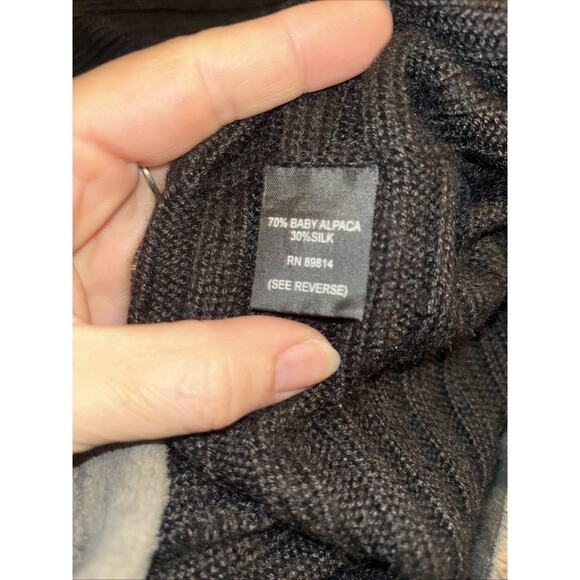 70% BABY ALPACA
30%SILK
RN 89814
(SEE REVERSE)